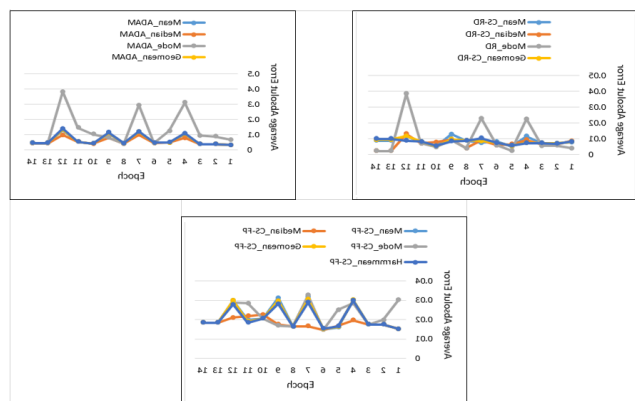 Mean_CS-RD
Median_CS-RD
Mode_RD
Geomean_CS-RD
Average Absolut Error
0.05
0.04
0.03
0.02
0.01
0
1 2 3 4 5 6 7 8 9 10 11 12 13 14
Epoch
Mean_ADAM
Median_ADAM
Mode_ADAM
Geomean_ADAM
Average Absolut Error
0.5
0.4
0.3
0.2
0.1
0
1 2 3 4 5 6 7 8 9 10 11 12 13 14
Epoch
Mean_CS-FP Median_CS-FP
Mode_CS-FP Geomean_CS-FP
Harmmean_CS-FP
Average Absolut Error
0.04
0.03
0.02
0.01
0
1 2 3 4 5 6 7 8 9 10 11 12 13 14
Epoch